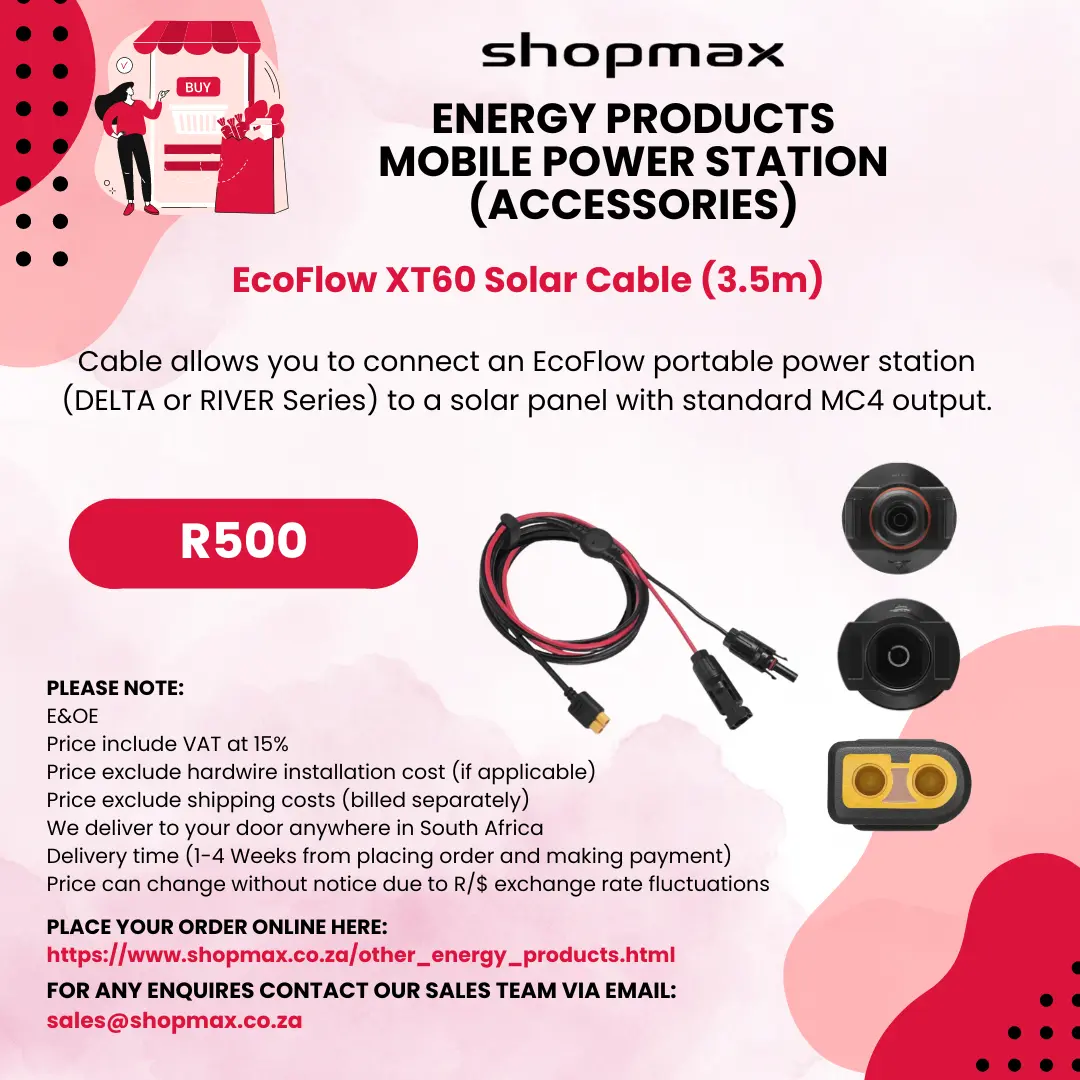 BUY
shopmax
ENERGY PRODUCTS
MOBILE POWER STATION
(ACCESSORIES)
EcoFlow XT60 Solar Cable (3.5m)
Cable allows you to connect an EcoFlow portable power station
(DELTA or RIVER Series) to a solar panel with standard MC4 output.
R500
PLEASE NOTE:
E&OE
Price include VAT at 15%
Price exclude hardwire installation cost (if applicable)
Price exclude shipping costs (billed separately)
We deliver to your door anywhere in South Africa
Delivery time (1-4 Weeks from placing order and making payment)
Price can change without notice due to R/$ exchange rate fluctuations
PLACE YOUR ORDER ONLINE HERE:
https://www.shopmax.co.za/other_energy_products.html
FOR ANY ENQUIRES CONTACT OUR SALES TEAM VIA EMAIL:
sales@shopmax.co.za